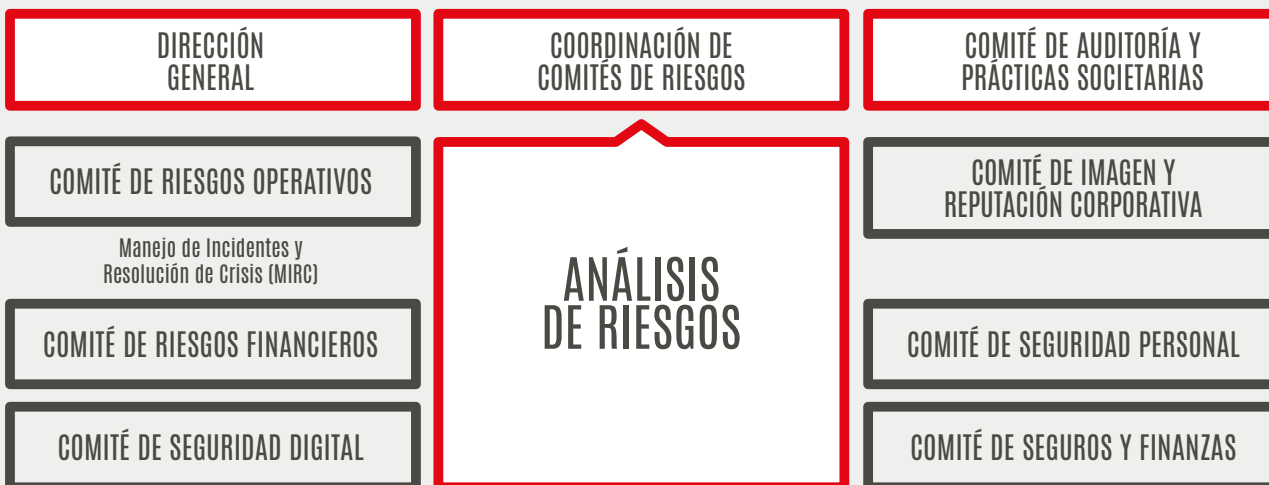 DIRECCIÓN
GENERAL
COORDINACIÓN DE
COMITÉS DE RIESGOS
COMITÉ DE AUDITORÍA Y
PRÁCTICAS SOCIETARIAS
COMITÉ DE RIESGOS OPERATIVOS
Manejo de Incidentes y
Resolución de Crisis (MIRC)
COMITÉ DE RIESGOS FINANCIEROS
COMITÉ DE SEGURIDAD DIGITAL
ANÁLISIS
DE RIESGOS
COMITÉ DE IMAGEN Y
REPUTACIÓN CORPORATIVA
COMITÉ DE SEGURIDAD PERSONAL
COMITÉ DE SEGUROS Y FINANZAS